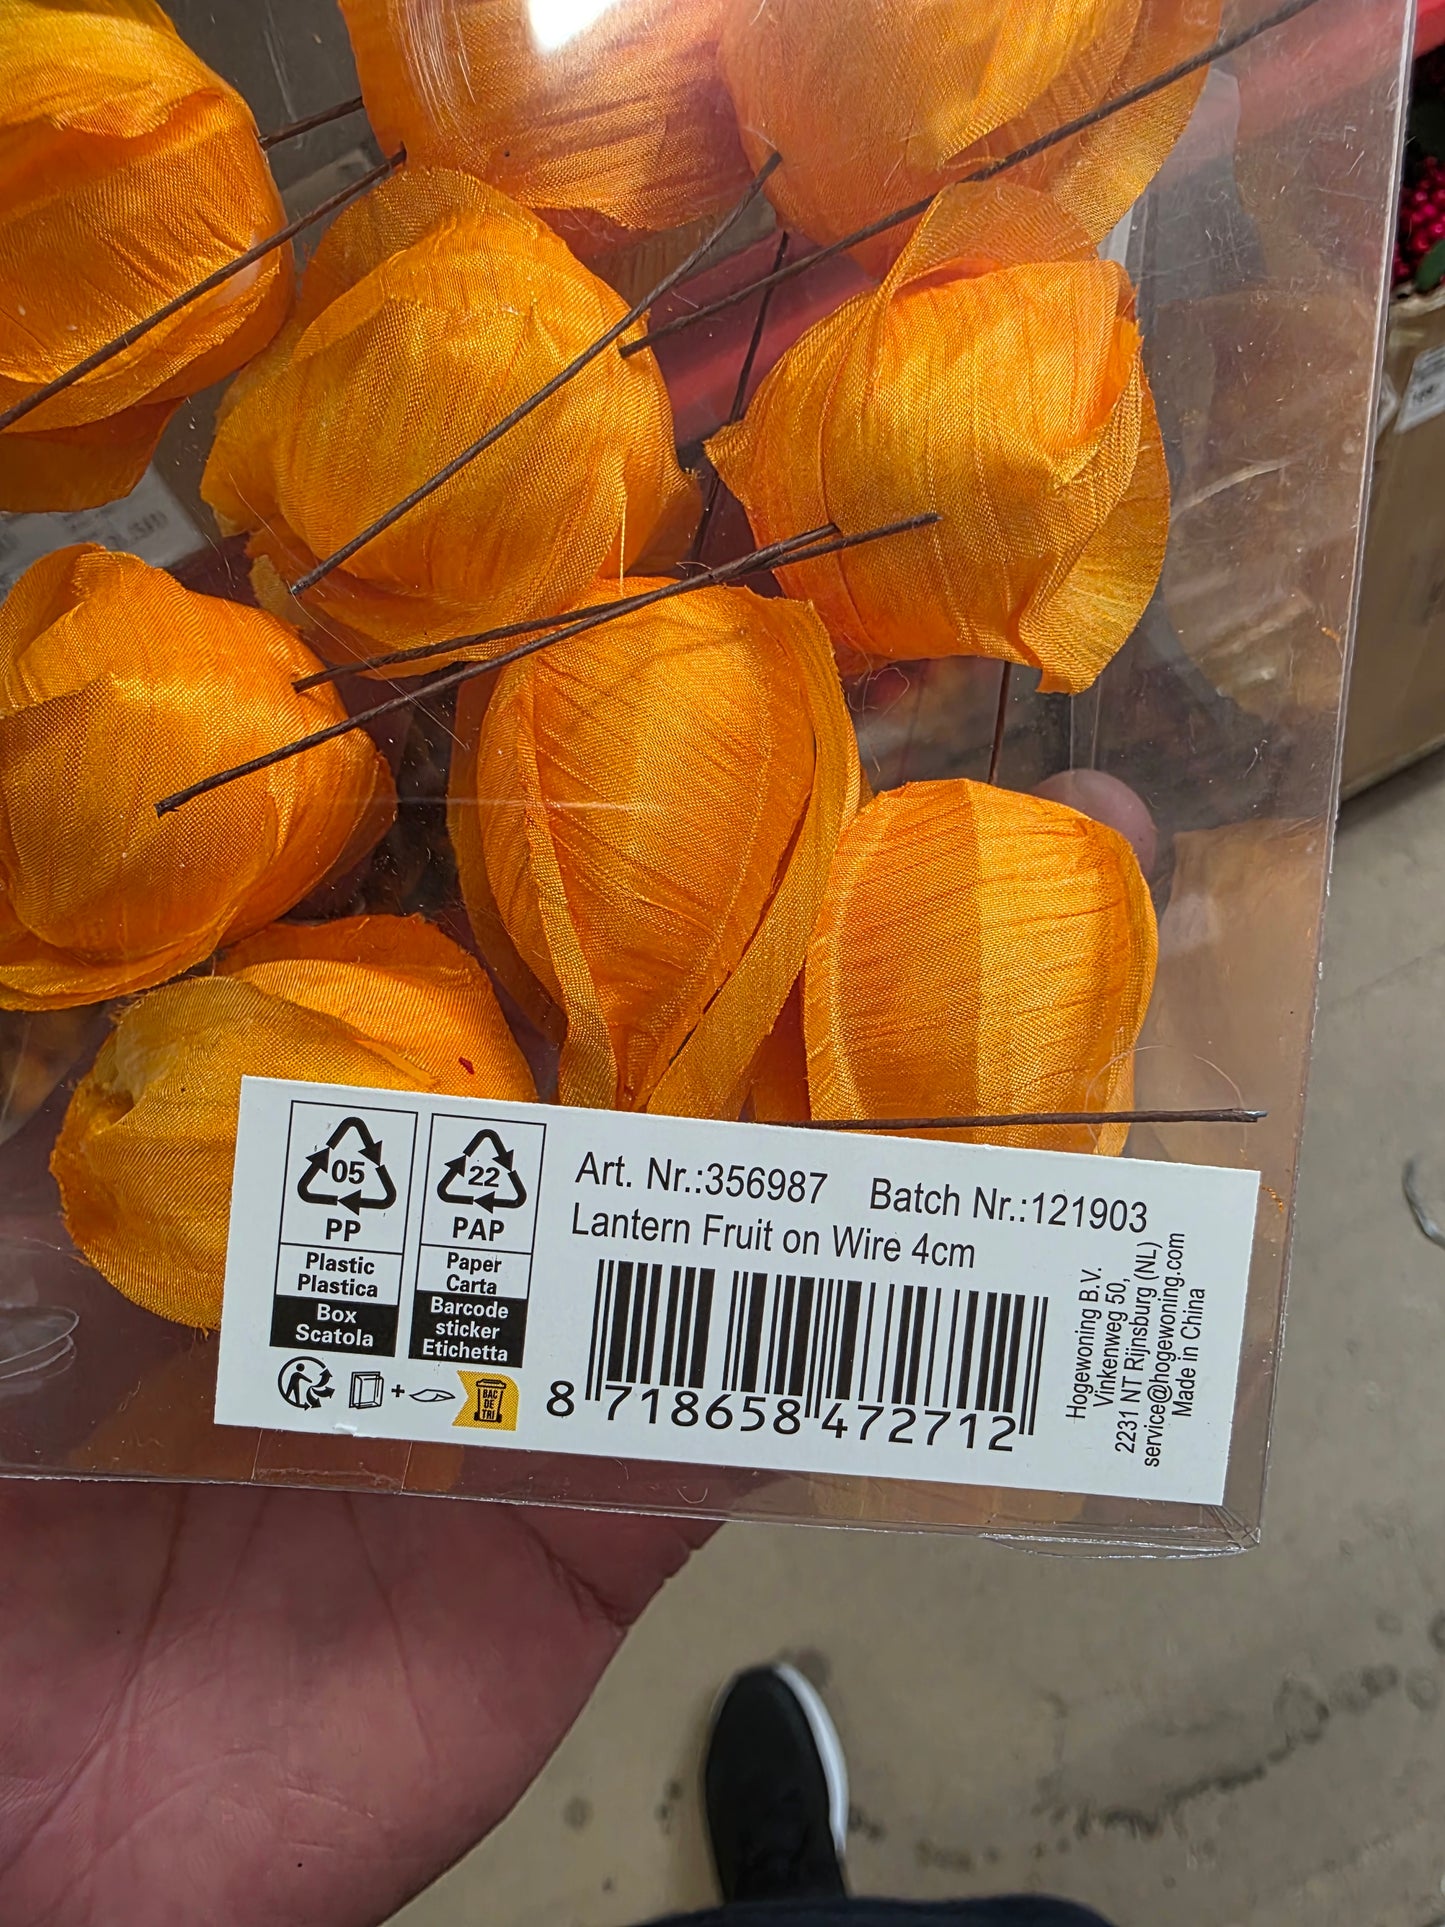 05
PP
Plastic
Plastica
Box
Scatola
22
PAP
Paper
Carta
Barcode
sticker
Etichetta
BAC
DE
TRI
Art. Nr.:356987 Batch Nr.:121903
Lantern Fruit on Wire 4cm
8 718658 472712
Hogewoning B.V.
Vinkenweg 50,
2231 NT Rijnsburg (NL)
service@hogewoning.com
Made in China